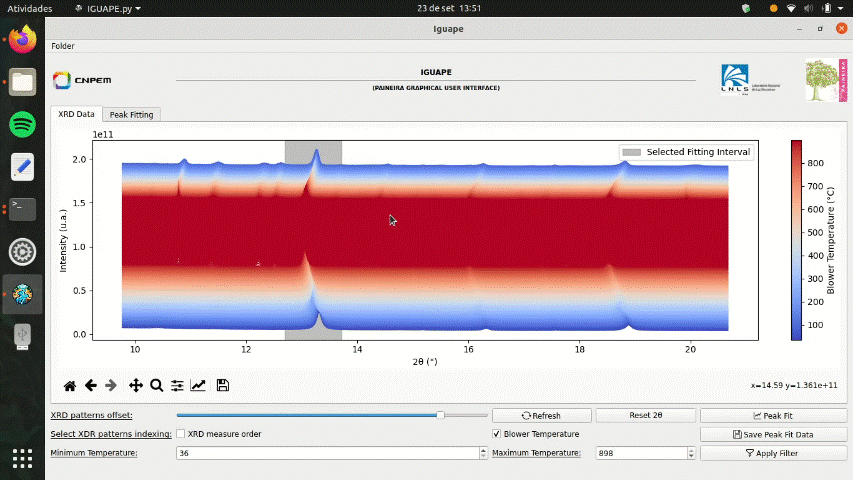 Atividades IGUAPE.py 23 de set 13:51
Iguape
Folder
CNPEM
IGUAPE
(PAINEIRA GRAPHICAL USER INTERFACE)
LNLS
PAINEIRA
XRD Data Peak Fitting
1e11
Selected Fitting Interval
2.0
1.5
1.0
0.5
0.0
Intensity (u.a.)
10 12 14 16 18 20
2θ (°)
800
700
600
500
400
300
200
100
Blower Temperature (°C)
x=14.59 y=1.361e+11
XRD patterns offset: Refresh Reset 2θ Peak Fit
Select XDR patterns indexing: XRD measure order Blower Temperature Save Peak Fit Data
Minimum Temperature: 36 Maximum Temperature: 898 Apply Filter